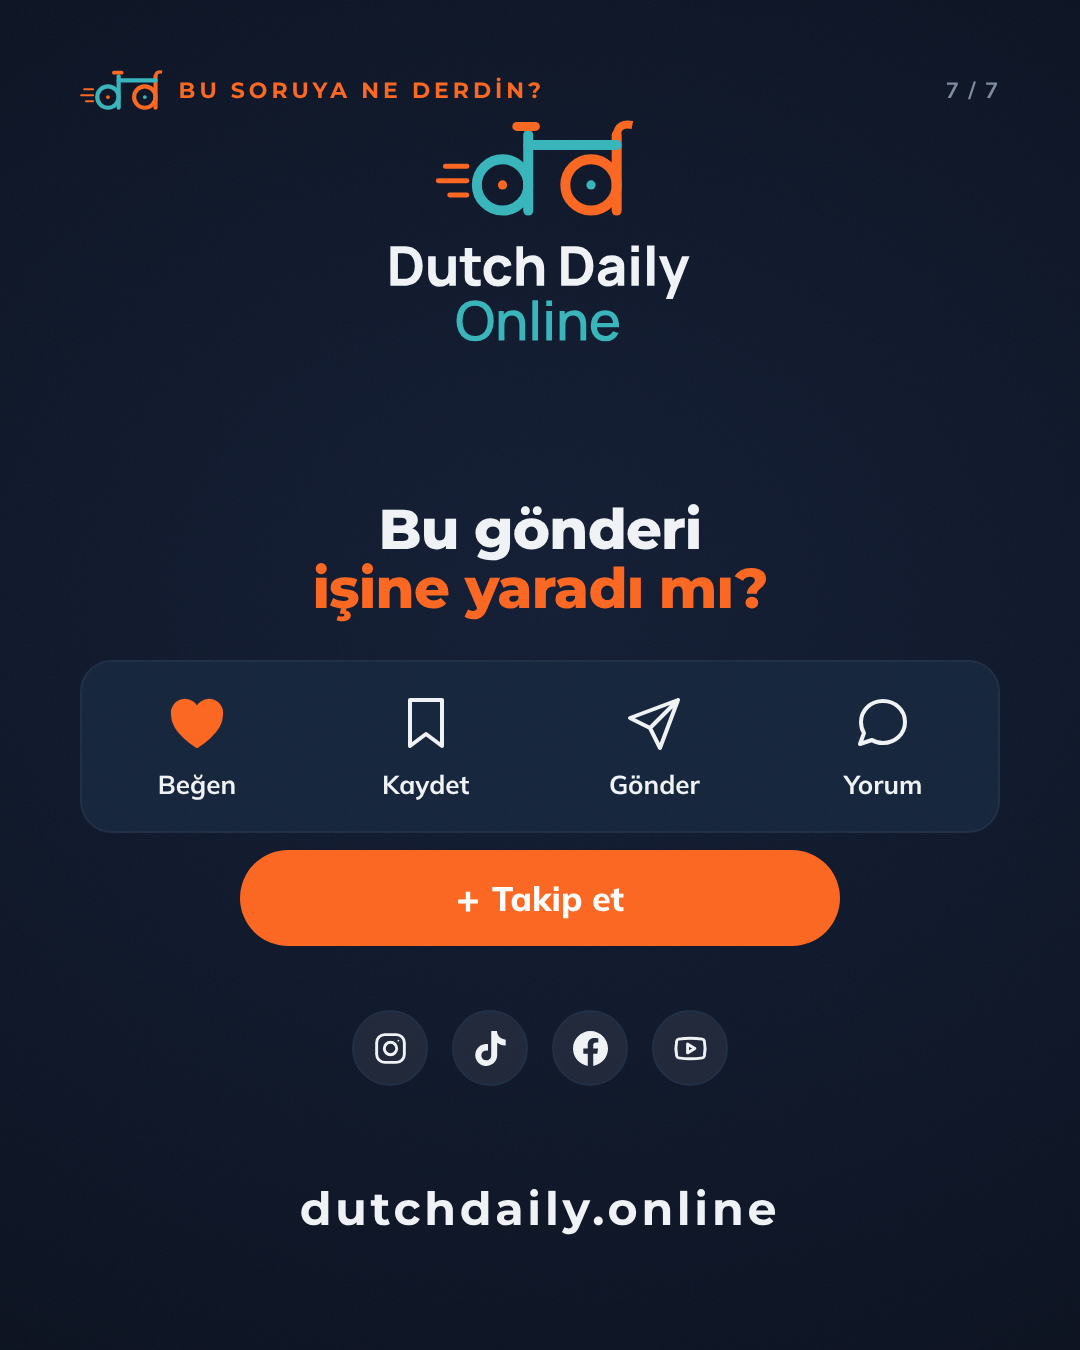 BU SORUYA NE DERDİN?
7 / 7
Dutch Daily
Online
Bu gönderi
işine yaradı mı?
Beğen
Kaydet
Gönder
Yorum
+ Takip et
dutchdaily.online